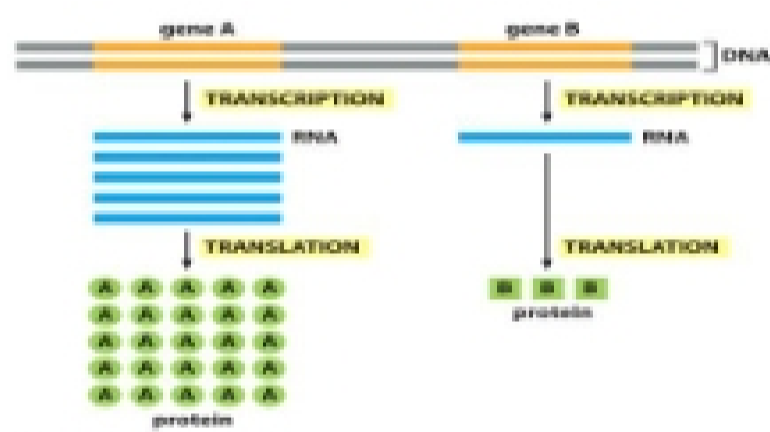 gene A
gene B
DNA
TRANSCRIPTION
TRANSCRIPTION
RNA
RNA
TRANSLATION
TRANSLATION
A A A A A
B B B
A A A A A
protein
A A A A A
A A A A A
A A A A A
protein